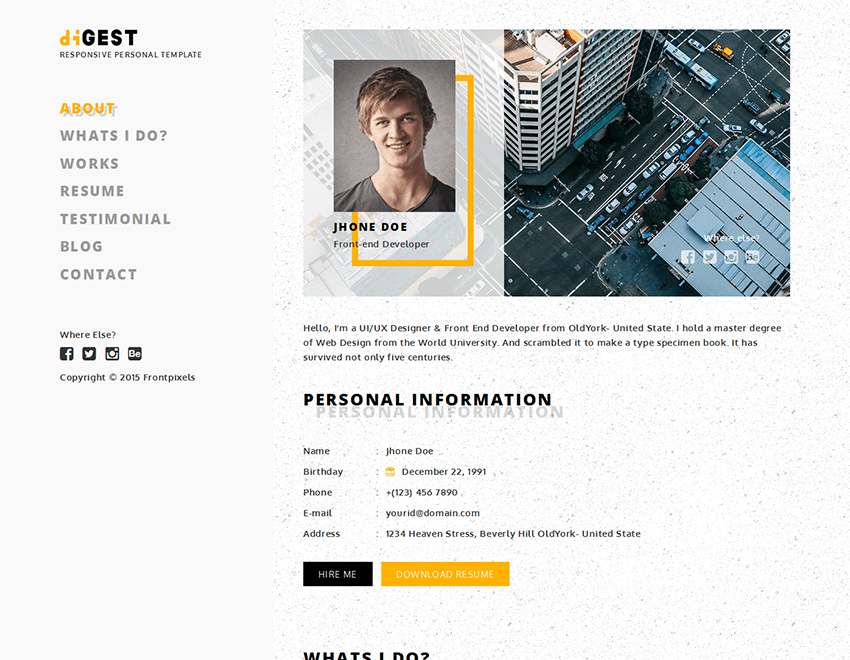 diGEST
RESPONSIVE PERSONAL TEMPLATE
ABOUT
WHATS I DO?
WORKS
RESUME
TESTIMONIAL
BLOG
CONTACT
Where Else?
Copyright © 2015 Frontpixels
JHONE DOE
Front-end Developer
Where else?
Hello, I'm a UI/UX Designer & Front End Developer from OldYork- United State. I hold a master degree
of Web Design from the World University. And scrambled it to make a type specimen book. It has
survived not only five centuries.
PERSONAL INFORMATION
PERSONAL INFORMATION
Name : Jhone Doe
Birthday : December 22, 1991
Phone : +(123) 456 7890
E-mail : yourid@domain.com
Address : 1234 Heaven Stress, Beverly Hill OldYork- United State
HIRE ME DOWNLOAD RESUME
WHATS I DO?